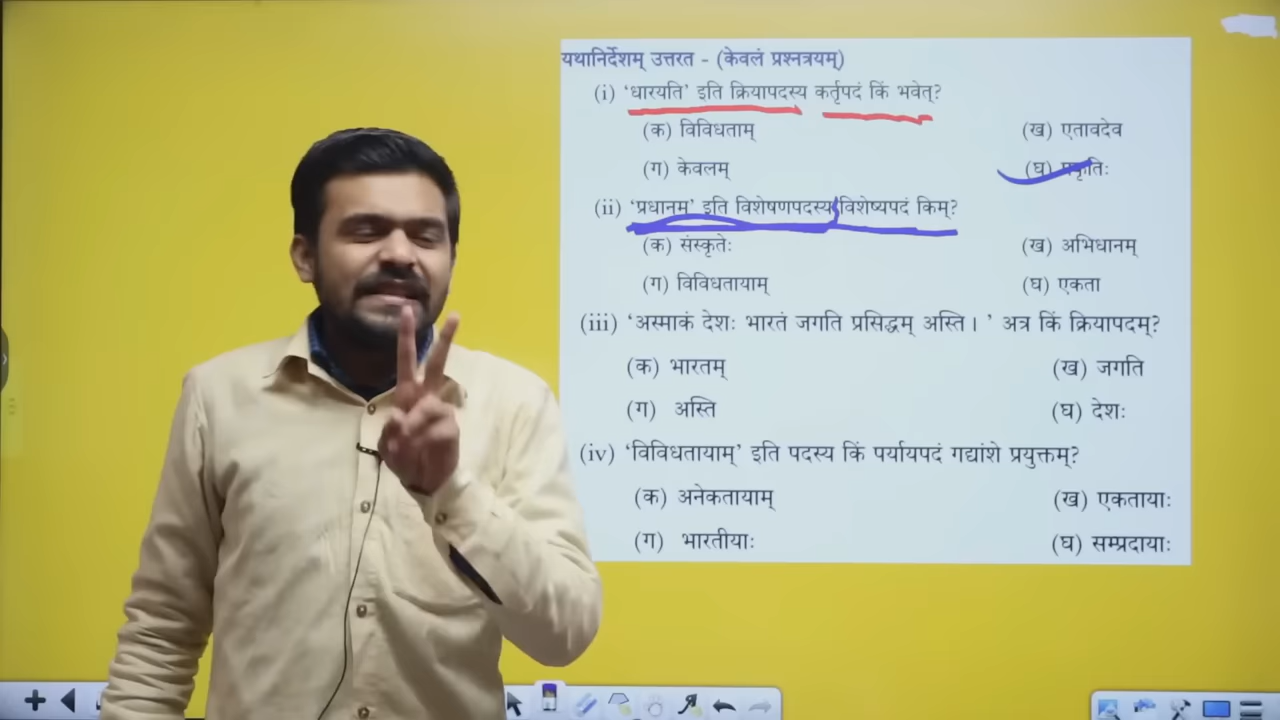 यथानिर्देशम् उत्तरत - (केवलं प्रश्नत्रयम्)
(i) ‘धारयति’ इति क्रियापदस्य कर्तृपदं किं भवेत्?
(क) विविधताम् (ख) एतावदेव
(ग) केवलम् (घ) प्रकृतिः
(ii) ‘प्रधानम्’ इति विशेषणपदस्य विशेष्यपदं किम्?
(क) संस्कृतेः (ख) अभिधानम्
(ग) विविधतायाम् (घ) एकता
(iii) ‘अस्माकं देशः भारतं जगति प्रसिद्धम् अस्ति। ’ अत्र किं क्रियापदम्?
(क) भारतम् (ख) जगति
(ग) अस्ति (घ) देशः
(iv) ‘विविधतायाम्’ इति पदस्य किं पर्यायपदं गद्यांशे प्रयुक्तम्?
(क) अनेकतायाम् (ख) एकतायाः
(ग) भारतीयाः (घ) सम्प्रदायाः